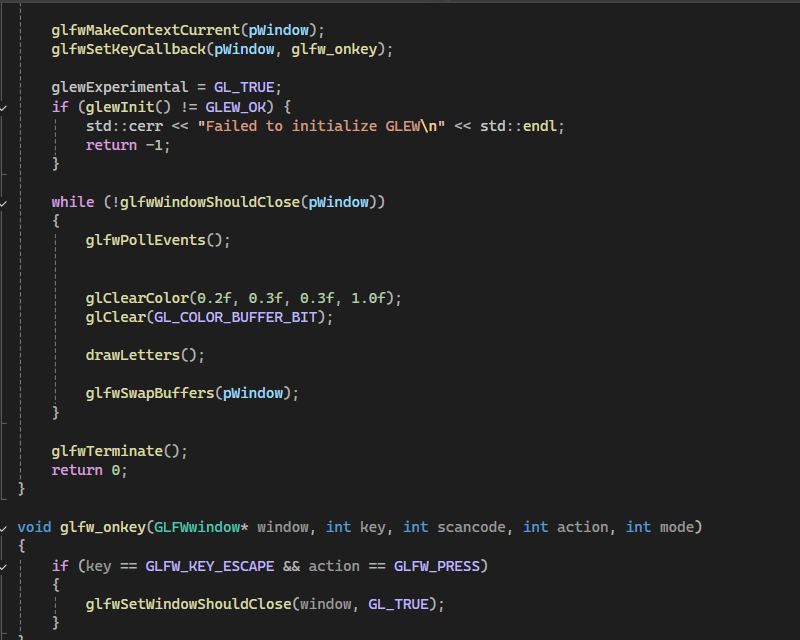 glfwMakeContextCurrent(pWindow);
glfwSetKeyCallback(pWindow, glfw_onkey);
glewExperimental = GL_TRUE;
if (glewInit() != GLEW_OK) {
std::cerr << "Failed to initialize GLEW\n" << std::endl;
return -1;
}
while (!glfwWindowShouldClose(pWindow))
{
glfwPollEvents();
glClearColor(0.2f, 0.3f, 0.3f, 1.0f);
glClear(GL_COLOR_BUFFER_BIT);
drawLetters();
glfwSwapBuffers(pWindow);
}
glfwTerminate();
return 0;
}
void glfw_onkey(GLFWwindow* window, int key, int scancode, int action, int mode)
{
if (key == GLFW_KEY_ESCAPE && action == GLFW_PRESS)
{
glfwSetWindowShouldClose(window, GL_TRUE);
}
}